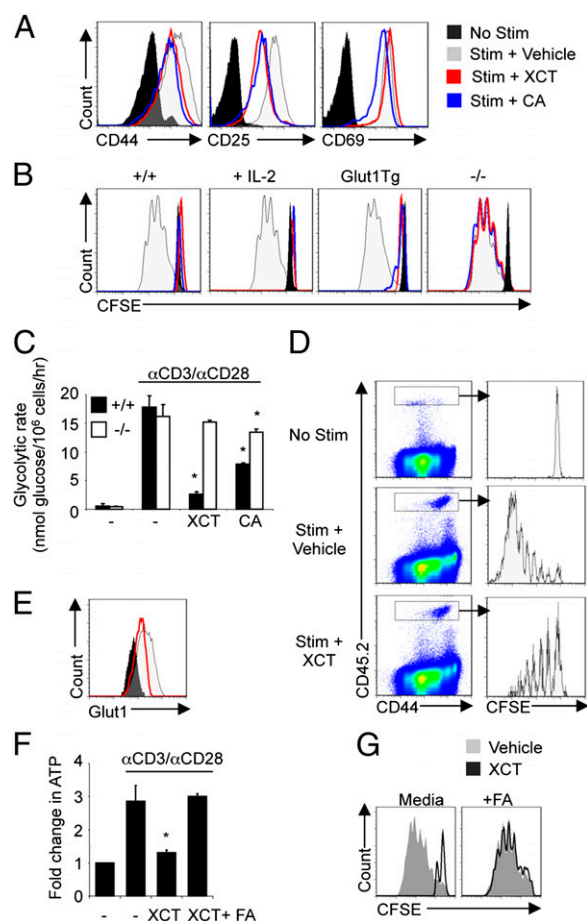 A
Count
CD44
CD25
CD69
No Stim
Stim + Vehicle
Stim + XCT
Stim + CA
B
+/+
+ IL-2
Glut1Tg
-/-
Count
CFSE
C
αCD3/αCD28
Glycolytic rate
(nmol glucose/10⁶ cells/hr)
20
15
10
5
0
+/+
-/-
*
*
*
-
-
XCT
CA
D
No Stim
Stim +
Vehicle
Stim +
XCT
CD45.2
CD44
CFSE
E
Count
Glut1
F
αCD3/αCD28
Fold change in ATP
4
3
2
1
0
*
-
-
XCT
XCT+ FA
G
Vehicle
XCT
Media
+FA
Count
CFSE